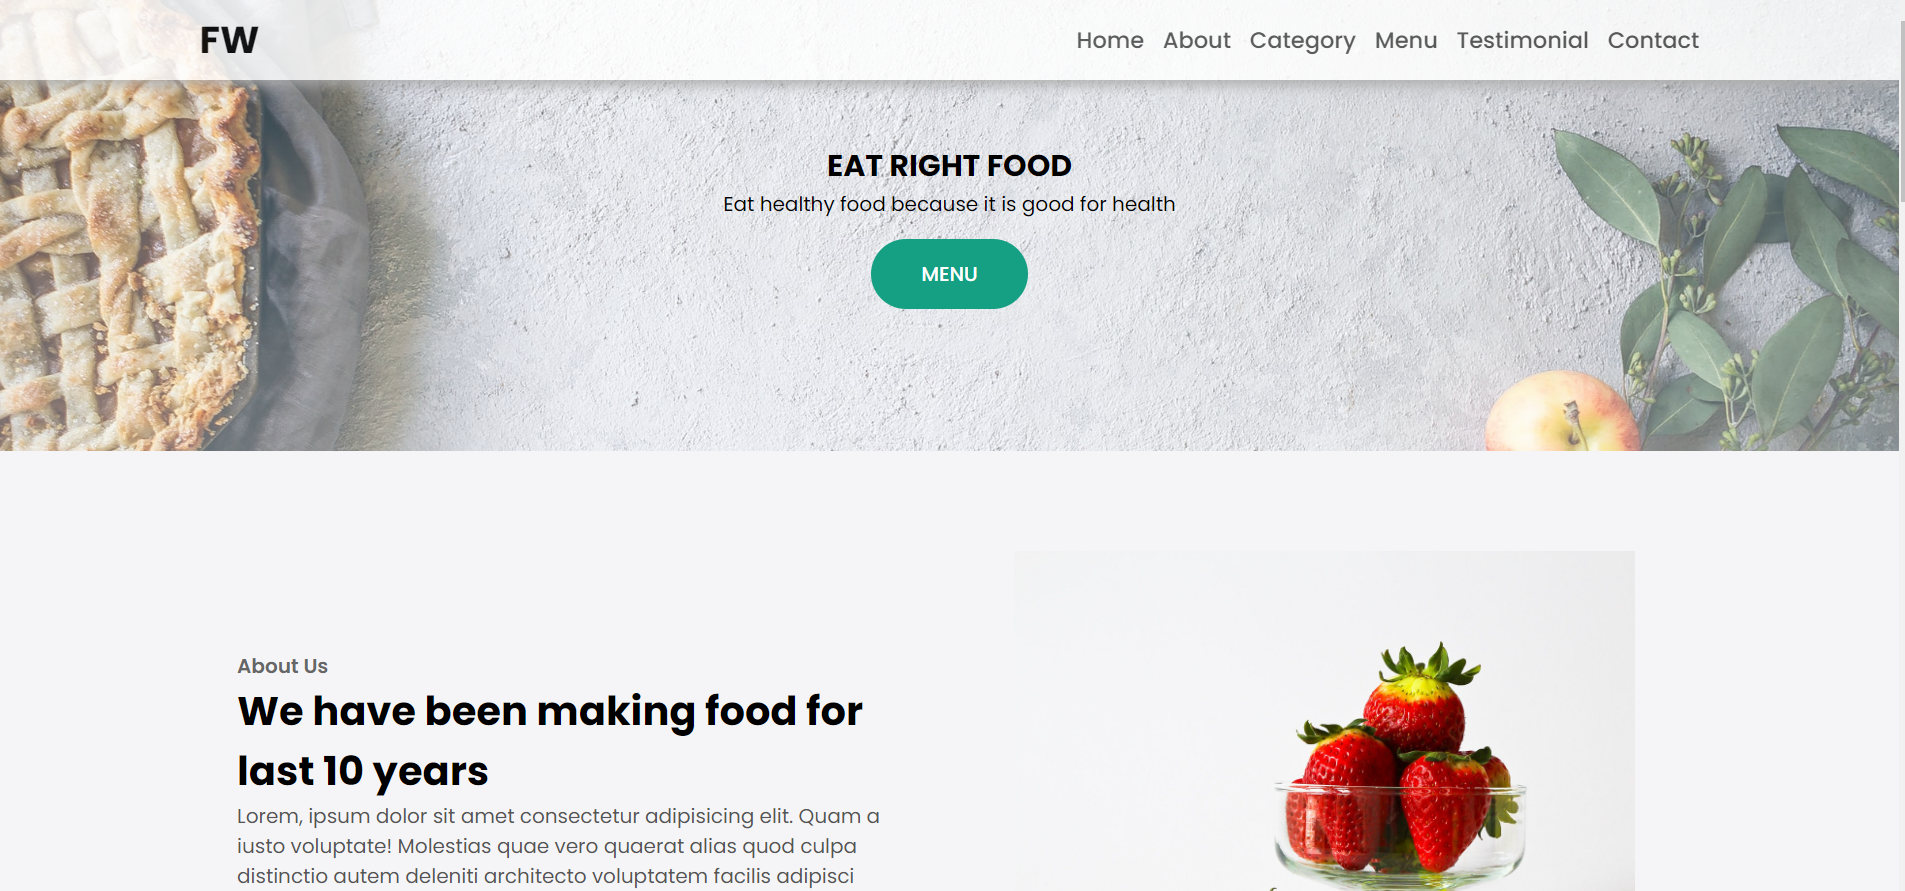 FW
Home About Category Menu Testimonial Contact
EAT RIGHT FOOD
Eat healthy food because it is good for health
MENU
About Us
We have been making food for
last 10 years
Lorem, ipsum dolor sit amet consectetur adipisicing elit. Quam a
iusto voluptate! Molestias quae vero quaerat alias quod culpa
distinctio autem deleniti architecto voluptatem facilis adipisci